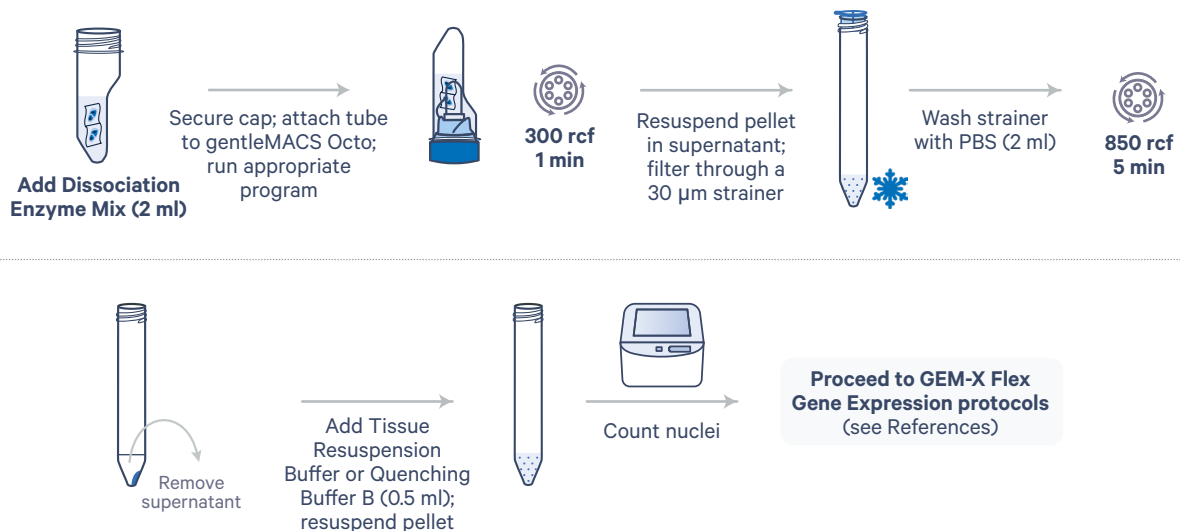 Add Dissociation
Enzyme Mix (2 ml)
Secure cap; attach tube
to gentleMACS Octo;
run appropriate
program
300 rcf
1 min
Resuspend pellet
in supernatant;
filter through a
30 µm strainer
Wash strainer
with PBS (2 ml)
850 rcf
5 min
Remove
supernatant
Add Tissue
Resuspension
Buffer or Quenching
Buffer B (0.5 ml);
resuspend pellet
Count nuclei
Proceed to GEM-X Flex
Gene Expression protocols
(see References)